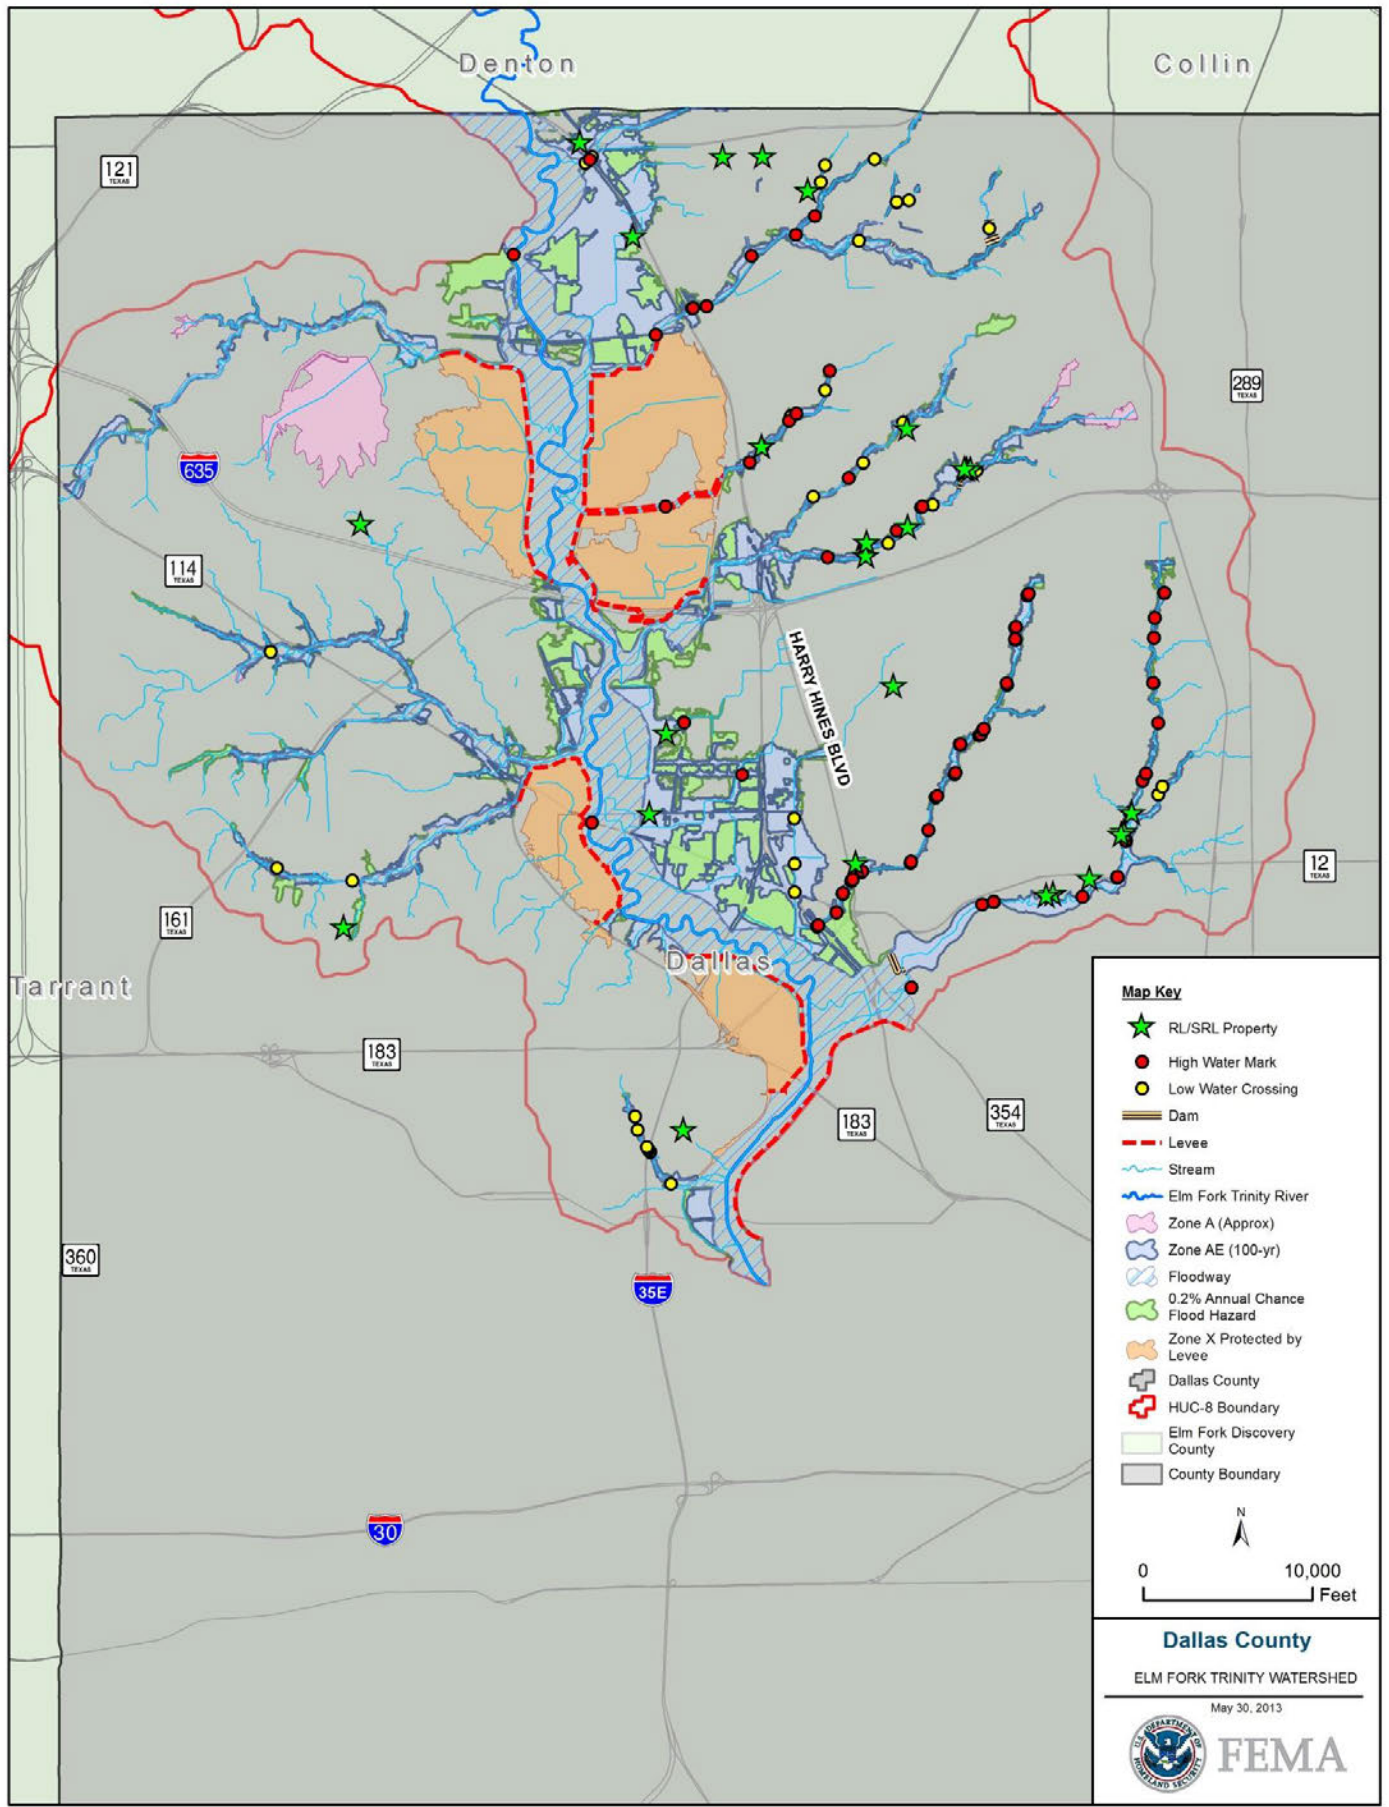 Denton
Collin
121
TEXAS
289
TEXAS
635
114
TEXAS
HARRY HINES BLVD
12
TEXAS
161
TEXAS
Dallas
Tarrant
183
TEXAS
183
TEXAS
354
TEXAS
360
TEXAS
35E
30
Map Key
RL/SRL Property
High Water Mark
Low Water Crossing
Dam
Levee
Stream
Elm Fork Trinity River
Zone A (Approx)
Zone AE (100-yr)
Floodway
0.2% Annual Chance
Flood Hazard
Zone X Protected by
Levee
Dallas County
HUC-8 Boundary
Elm Fork Discovery
County
County Boundary
N
0 10,000
Feet
Dallas County
ELM FORK TRINITY WATERSHED
May 30, 2013
U.S. DEPARTMENT OF
HOMELAND SECURITY
FEMA